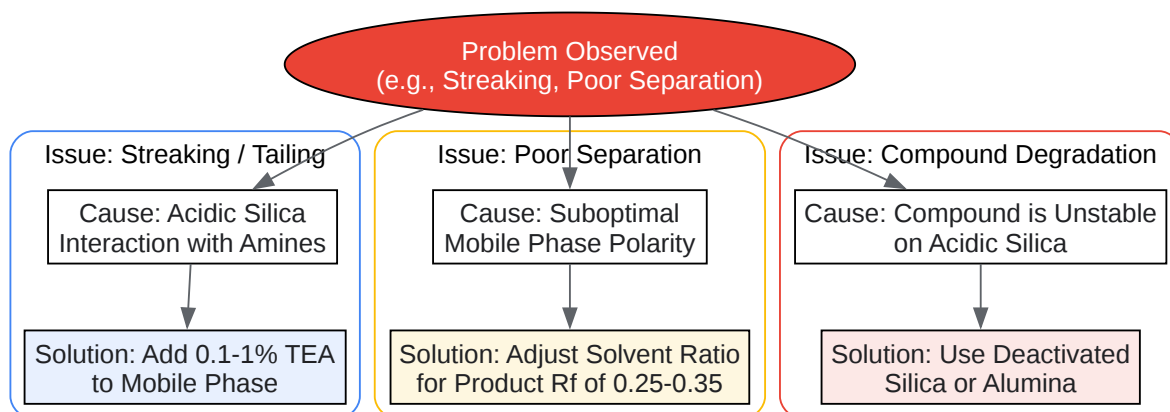 Problem Observed
(e.g., Streaking, Poor Separation)
Issue: Streaking / Tailing
Cause: Acidic Silica
Interaction with Amines
Solution: Add 0.1-1% TEA
to Mobile Phase
Issue: Poor Separation
Cause: Suboptimal
Mobile Phase Polarity
Solution: Adjust Solvent Ratio
for Product Rf of 0.25-0.35
Issue: Compound Degradation
Cause: Compound is Unstable
on Acidic Silica
Solution: Use Deactivated
Silica or Alumina